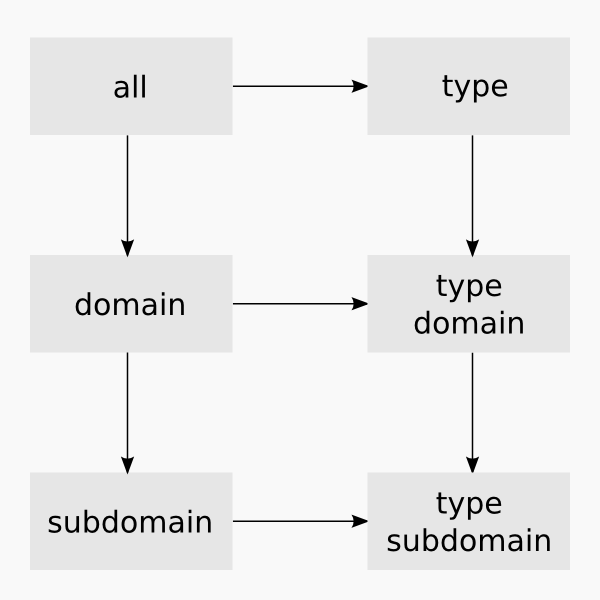 all
type
domain
type
domain
subdomain
type
subdomain